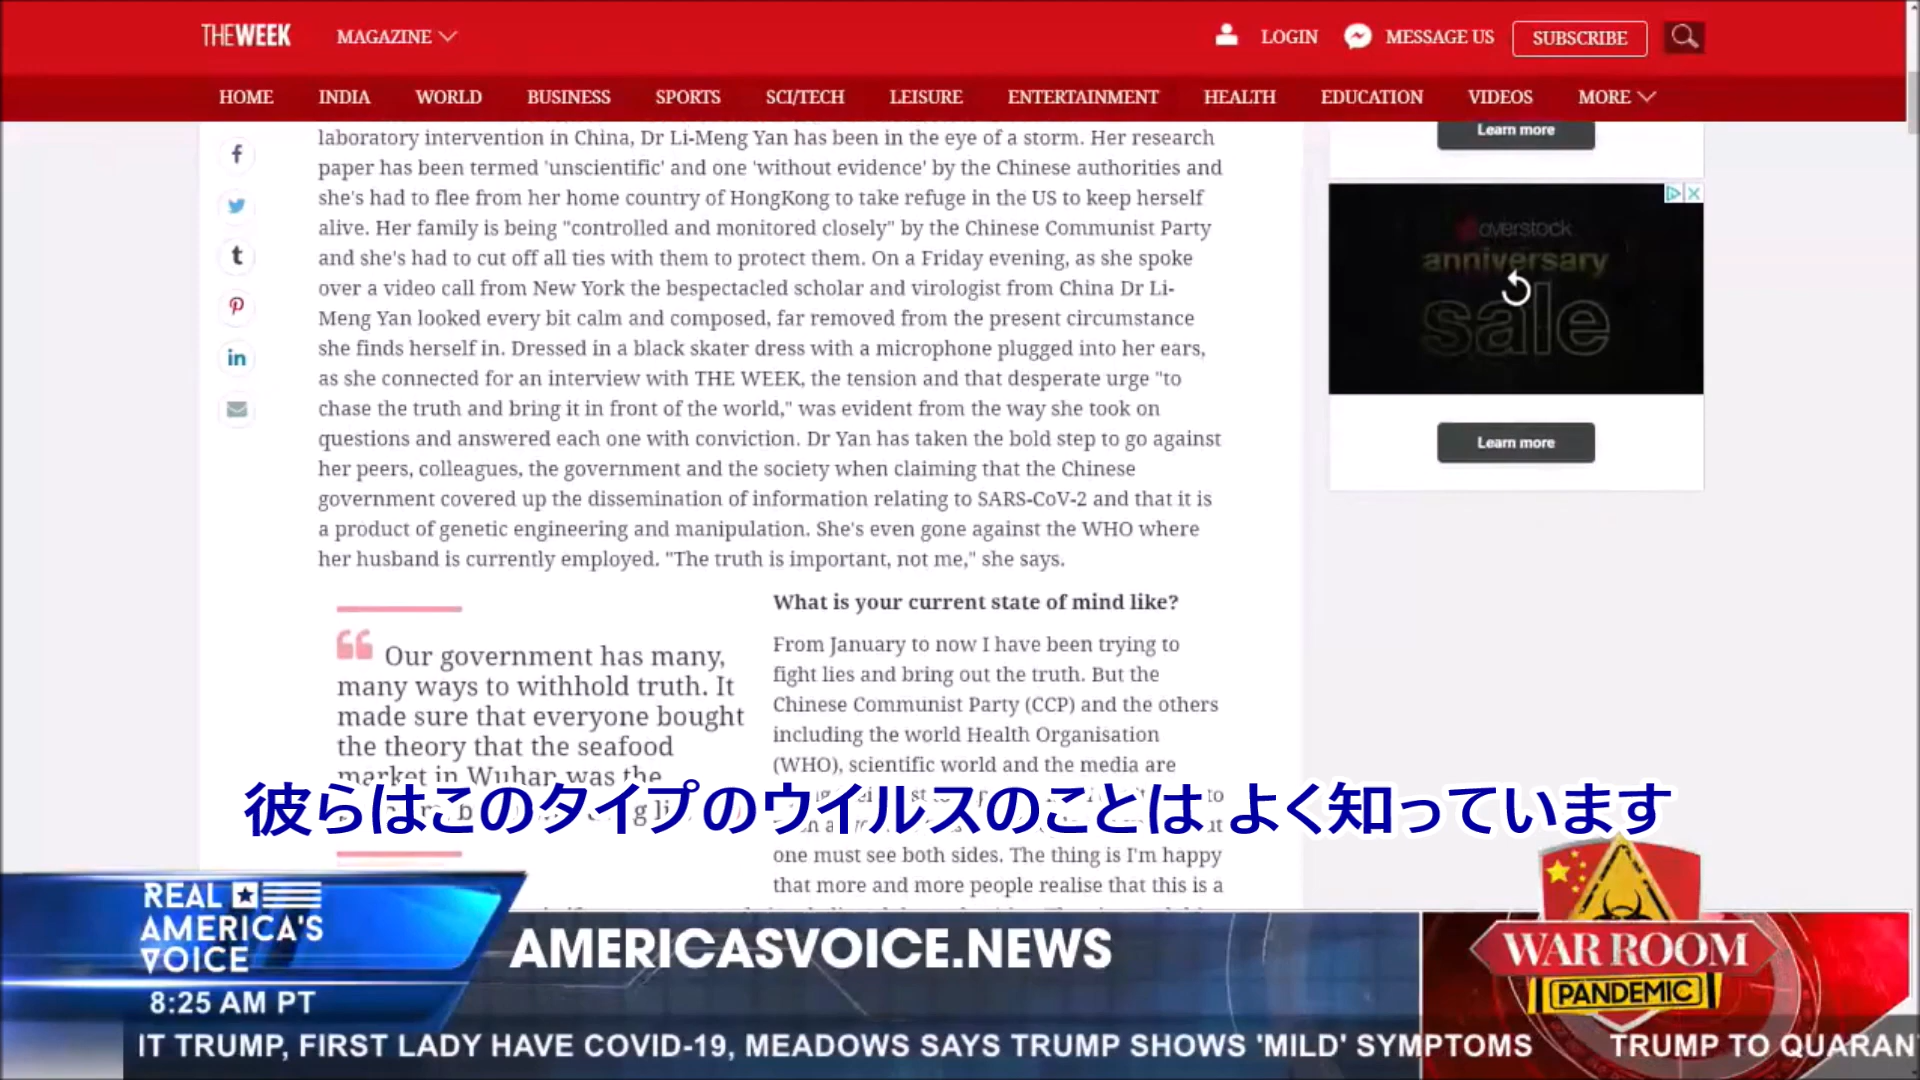 THE WEEK MAGAZINE LOGIN MESSAGE US SUBSCRIBE
HOME INDIA WORLD BUSINESS SPORTS SCI/TECH LEISURE ENTERTAINMENT HEALTH EDUCATION VIDEOS MORE
laboratory intervention in China, Dr Li-Meng Yan has been in the eye of a storm. Her research
paper has been termed 'unscientific' and one 'without evidence' by the Chinese authorities and
she's had to flee from her home country of HongKong to take refuge in the US to keep herself
alive. Her family is being "controlled and monitored closely" by the Chinese Communist Party
and she's had to cut off all ties with them to protect them. On a Friday evening, as she spoke
over a video call from New York the bespectacled scholar and virologist from China Dr Li-
Meng Yan looked every bit calm and composed, far removed from the present circumstance
she finds herself in. Dressed in a black skater dress with a microphone plugged into her ears,
as she connected for an interview with THE WEEK, the tension and that desperate urge "to
chase the truth and bring it in front of the world," was evident from the way she took on
questions and answered each one with conviction. Dr Yan has taken the bold step to go against
her peers, colleagues, the government and the society when claiming that the Chinese
government covered up the dissemination of information relating to SARS-CoV-2 and that it is
a product of genetic engineering and manipulation. She's even gone against the WHO where
her husband is currently employed. "The truth is important, not me," she says.
Learn more
overstock
anniversary
sale
Learn more
“ Our government has many,
many ways to withhold truth. It
made sure that everyone bought
the theory that the seafood
market in Wuhan was the
What is your current state of mind like?
From January to now I have been trying to
fight lies and bring out the truth. But the
Chinese Communist Party (CCP) and the others
including the world Health Organisation
(WHO), scientific world and the media are
one must see both sides. The thing is I'm happy
that more and more people realise that this is a
彼らはこのタイプのウイルスのことは よく知っています
REAL
AMERICA'S
VOICE
8:25 AM PT
AMERICASVOICE.NEWS
WAR ROOM
PANDEMIC
IT TRUMP, FIRST LADY HAVE COVID-19, MEADOWS SAYS TRUMP SHOWS 'MILD' SYMPTOMS TRUMP TO QUARAN